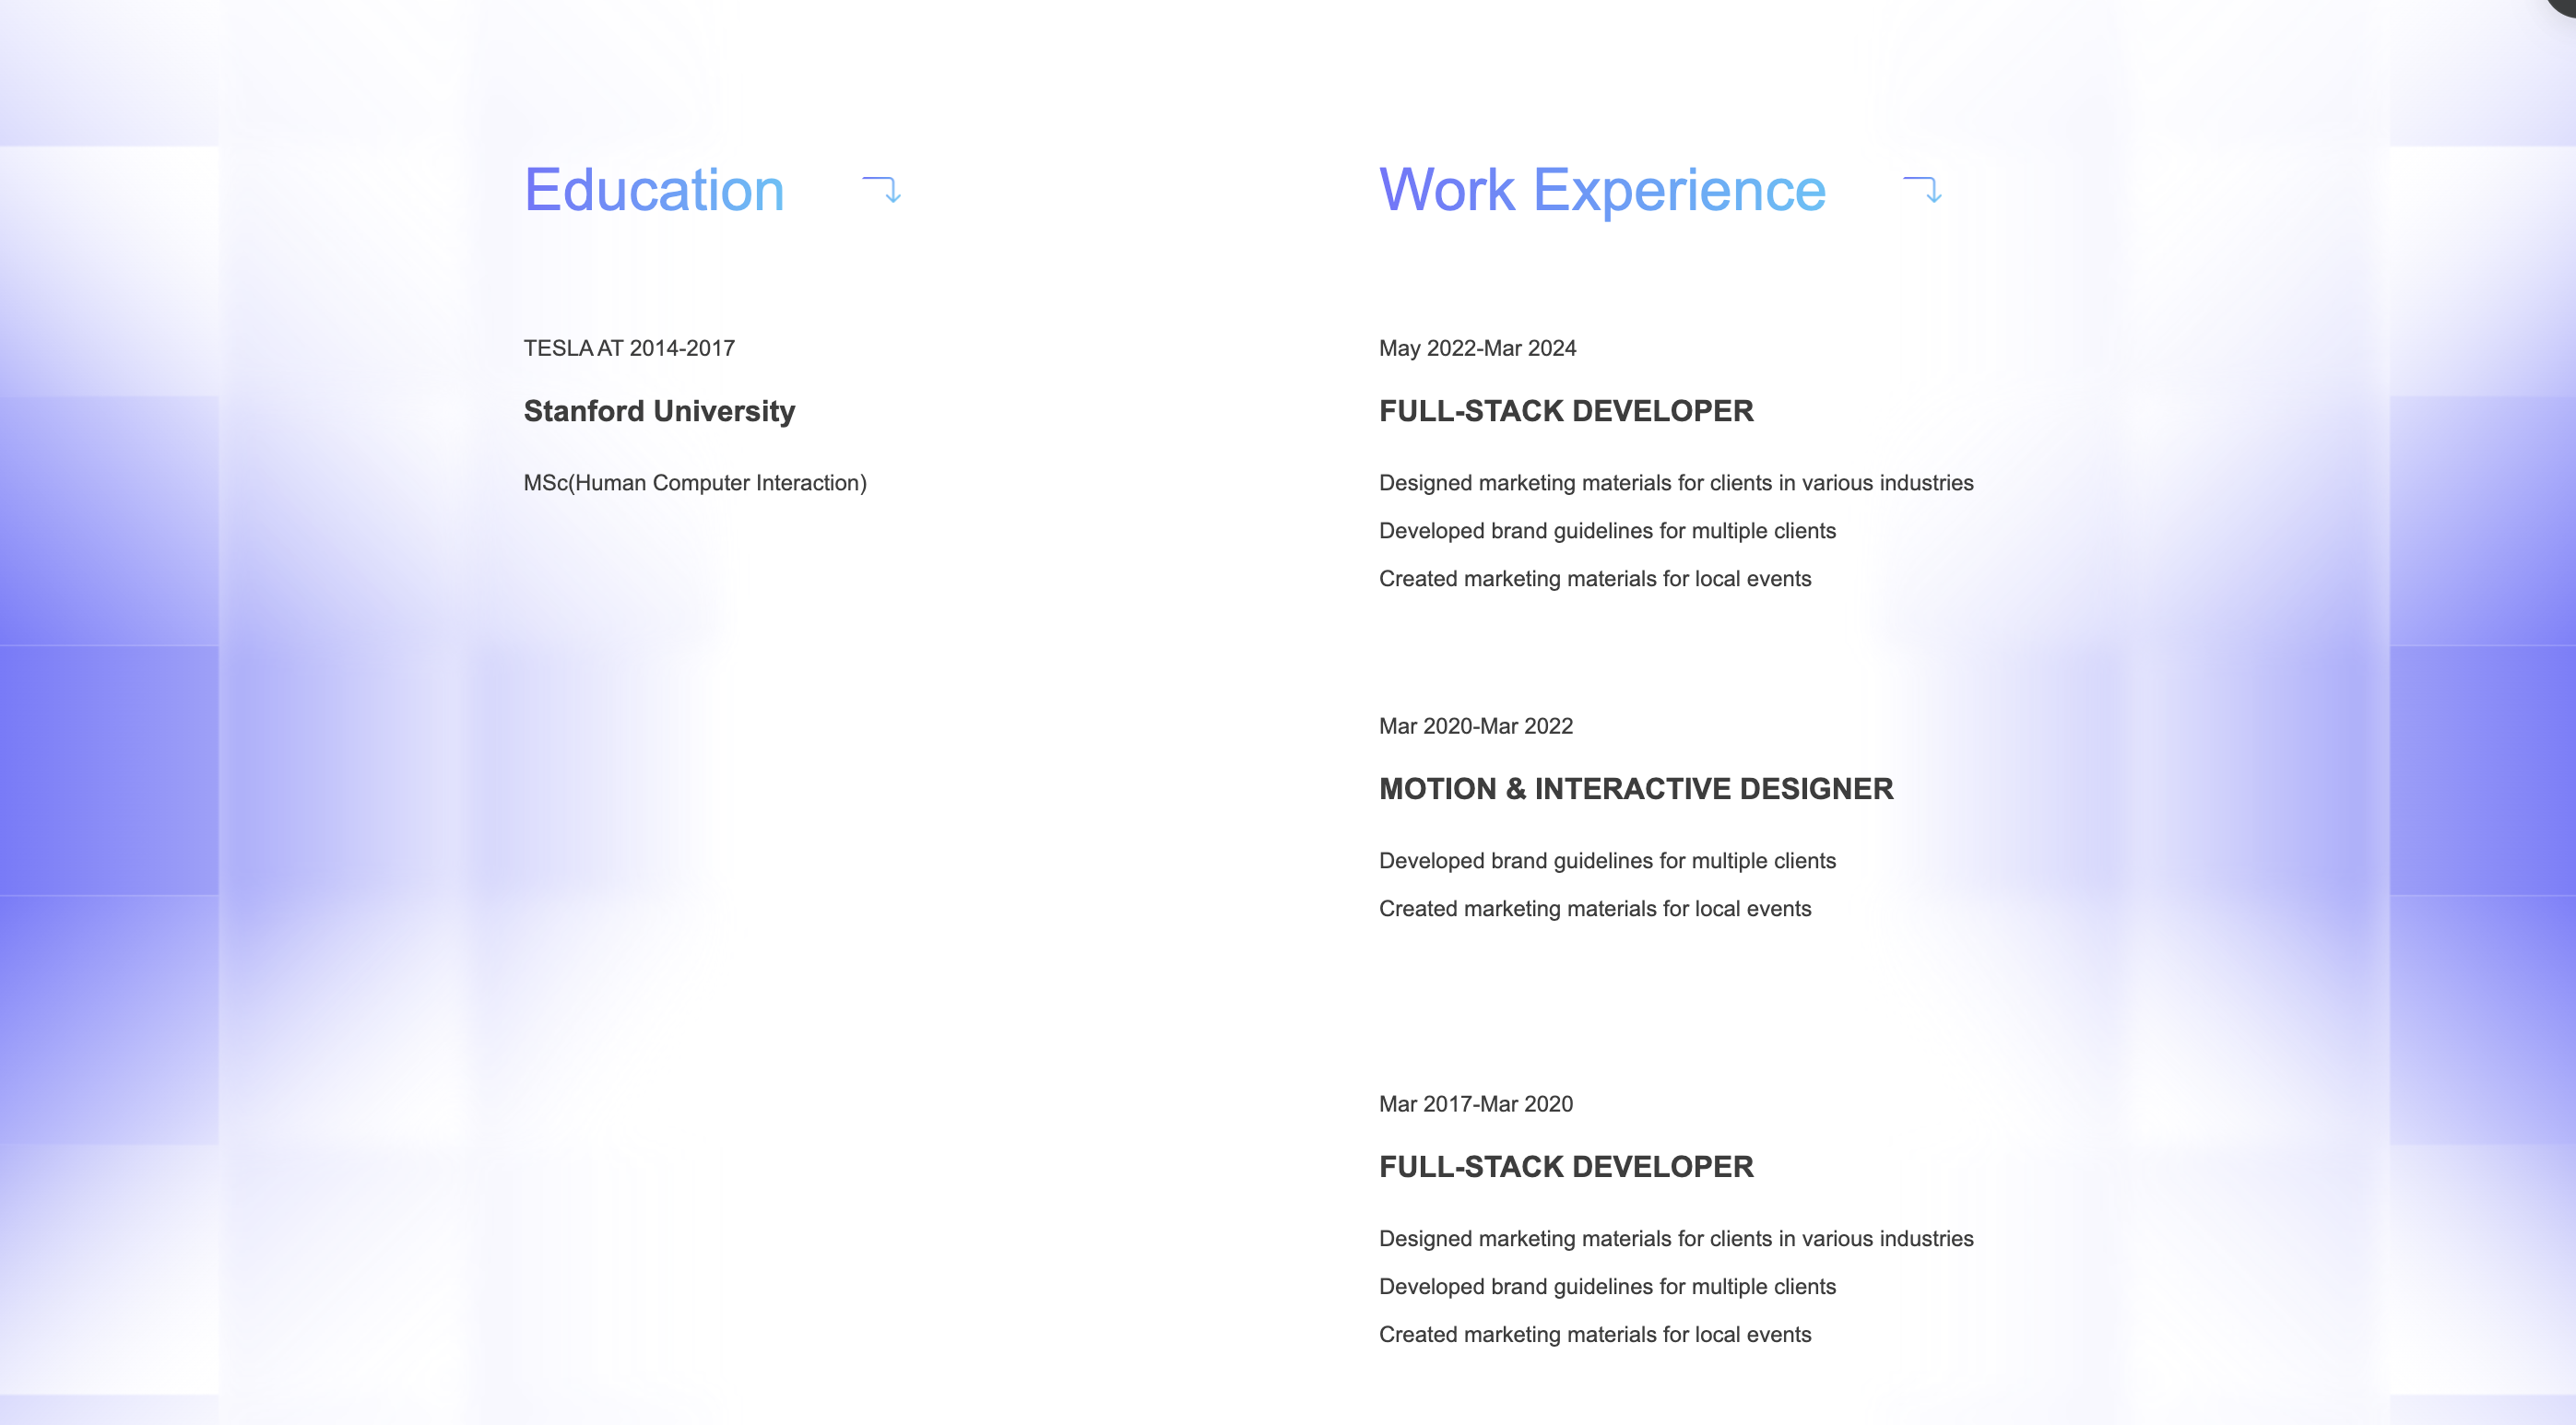 Education
TESLA AT 2014-2017
Stanford University
MSc(Human Computer Interaction)
Work Experience
May 2022-Mar 2024
FULL-STACK DEVELOPER
Designed marketing materials for clients in various industries
Developed brand guidelines for multiple clients
Created marketing materials for local events
Mar 2020-Mar 2022
MOTION & INTERACTIVE DESIGNER
Developed brand guidelines for multiple clients
Created marketing materials for local events
Mar 2017-Mar 2020
FULL-STACK DEVELOPER
Designed marketing materials for clients in various industries
Developed brand guidelines for multiple clients
Created marketing materials for local events